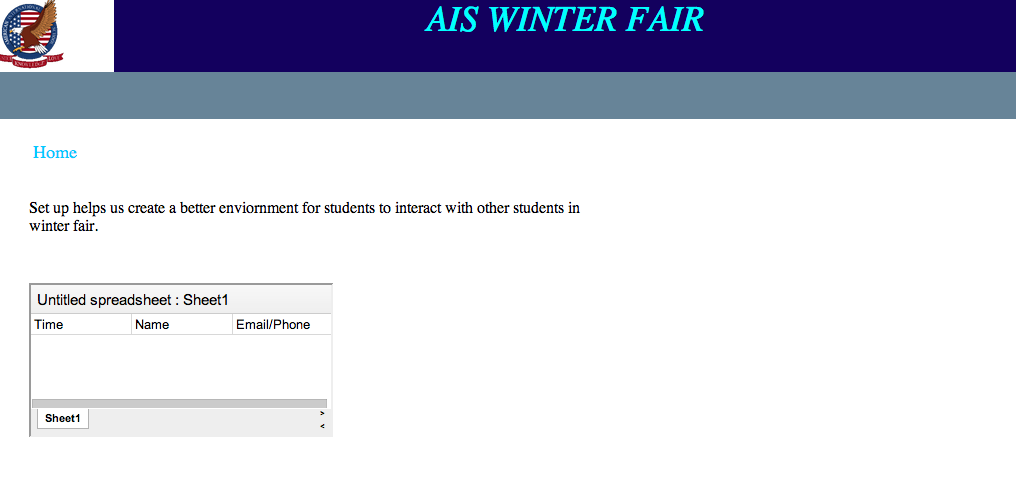 AIS WINTER FAIR
Home
Set up helps us create a better enviornment for students to interact with other students in
winter fair.
Untitled spreadsheet : Sheet1
Time Name Email/Phone
Sheet1
>
<